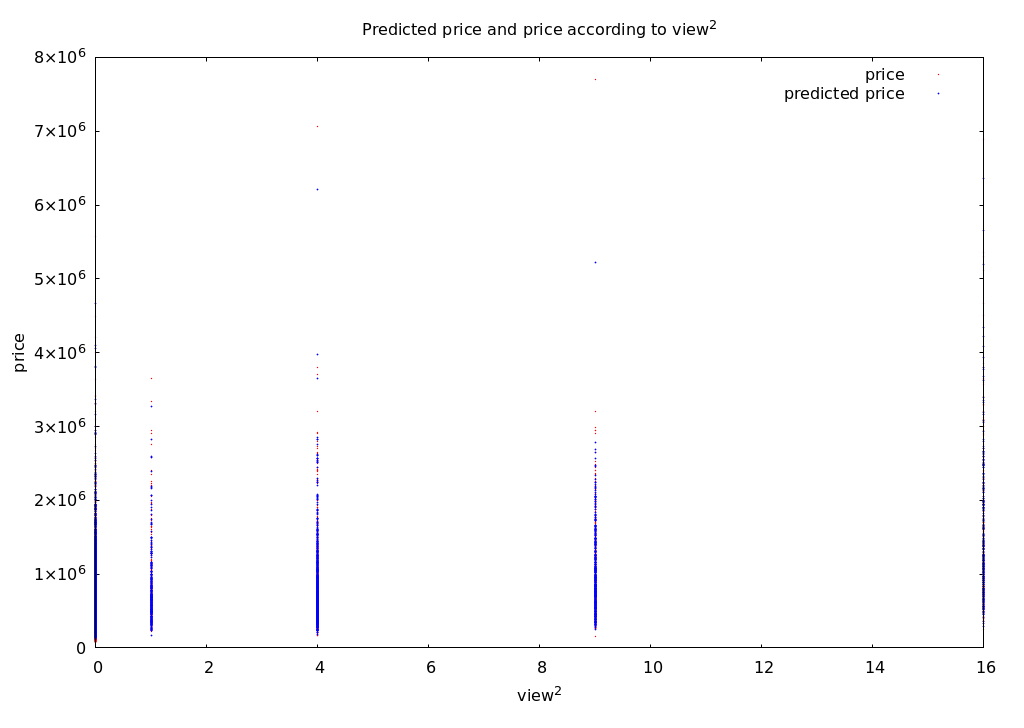 Predicted price and price according to view²
8×10⁶
7×10⁶
6×10⁶
5×10⁶
4×10⁶
3×10⁶
2×10⁶
1×10⁶
0
price
price
predicted price
0 2 4 6 8 10 12 14 16
view²